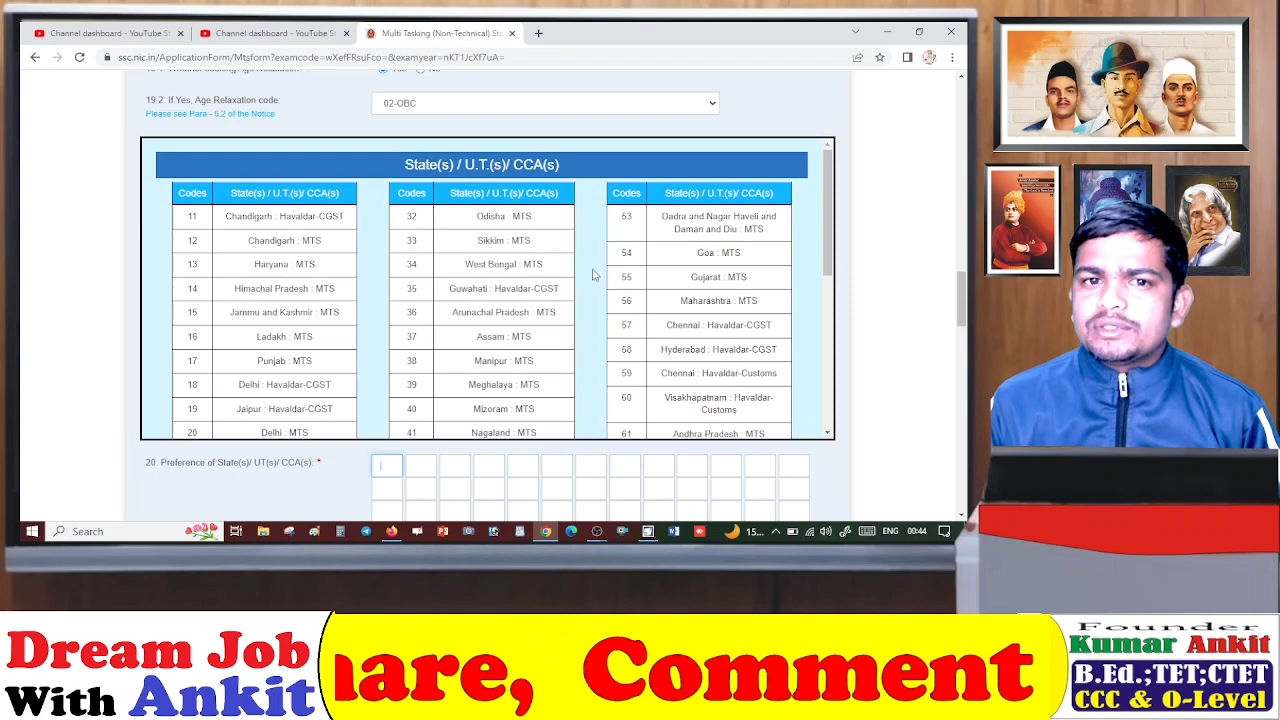 Channel dashboard - YouTube St
Channel dashboard - YouTube St
Multi Tasking (Non-Technical) Sta
ssc.nic.in/ApplicationForm/Mtsform?examcode=wXefFRsuFco=&examyear=nKT1/cXf7uA=
19.2. If Yes, Age Relaxation code:
02-OBC
Please see Para - 6.2 of the Notice
State(s) / U.T.(s)/ CCA(s)
Codes State(s) / U.T.(s)/ CCA(s) Codes State(s) / U.T.(s)/ CCA(s) Codes State(s) / U.T.(s)/ CCA(s)
11 Chandigarh : Havaldar-CGST
12 Chandigarh : MTS
13 Haryana : MTS
14 Himachal Pradesh : MTS
15 Jammu and Kashmir : MTS
16 Ladakh : MTS
17 Punjab : MTS
18 Delhi : Havaldar-CGST
19 Jaipur : Havaldar-CGST
20 Delhi : MTS
32 Odisha : MTS
33 Sikkim : MTS
34 West Bengal : MTS
35 Guwahati : Havaldar-CGST
36 Arunachal Pradesh : MTS
37 Assam : MTS
38 Manipur : MTS
39 Meghalaya : MTS
40 Mizoram : MTS
41 Nagaland : MTS
53 Dadra and Nagar Haveli and
Daman and Diu : MTS
54 Goa : MTS
55 Gujarat : MTS
56 Maharashtra : MTS
57 Chennai : Havaldar-CGST
58 Hyderabad : Havaldar-CGST
59 Chennai : Havaldar-Customs
60 Visakhapatnam : Havaldar-
Customs
61 Andhra Pradesh : MTS
20. Preference of State(s)/ UT(s)/ CCA(s): *
Search
15...
ENG
00:44
Dream Job
With Ankit
hare, Comment
Founder
Kumar Ankit
B.Ed.;TET;CTET
CCC & O-Level